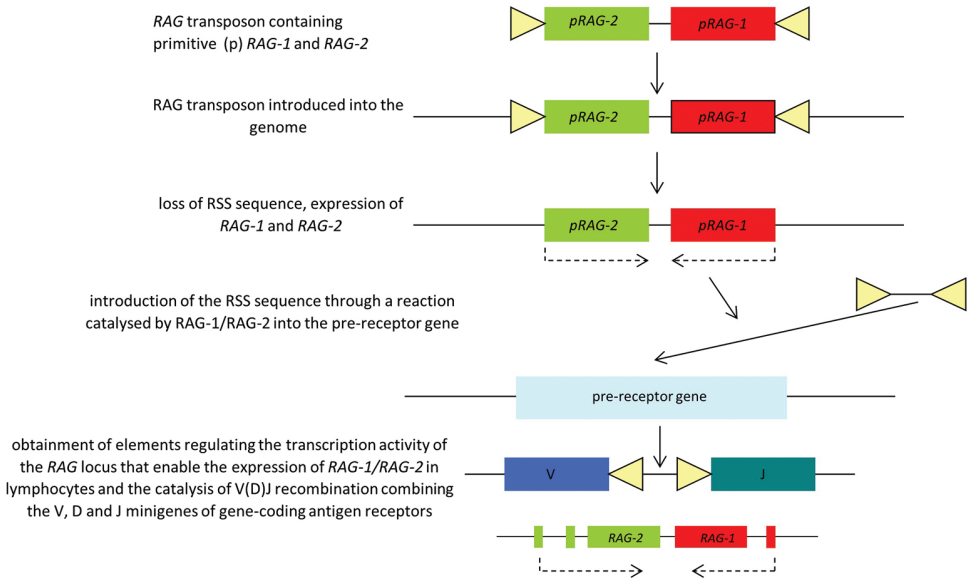 RAG transposon containing
primitive (p) RAG-1 and RAG-2
pRAG-2
pRAG-1
RAG transposon introduced into the
genome
pRAG-2
pRAG-1
loss of RSS sequence, expression of
RAG-1 and RAG-2
pRAG-2
pRAG-1
introduction of the RSS sequence through a reaction
catalysed by RAG-1/RAG-2 into the pre-receptor gene
pre-receptor gene
obtainment of elements regulating the transcription activity of
the RAG locus that enable the expression of RAG-1/RAG-2 in
lymphocytes and the catalysis of V(D)J recombination combining
the V, D and J minigenes of gene-coding antigen receptors
V
J
RAG-2
RAG-1